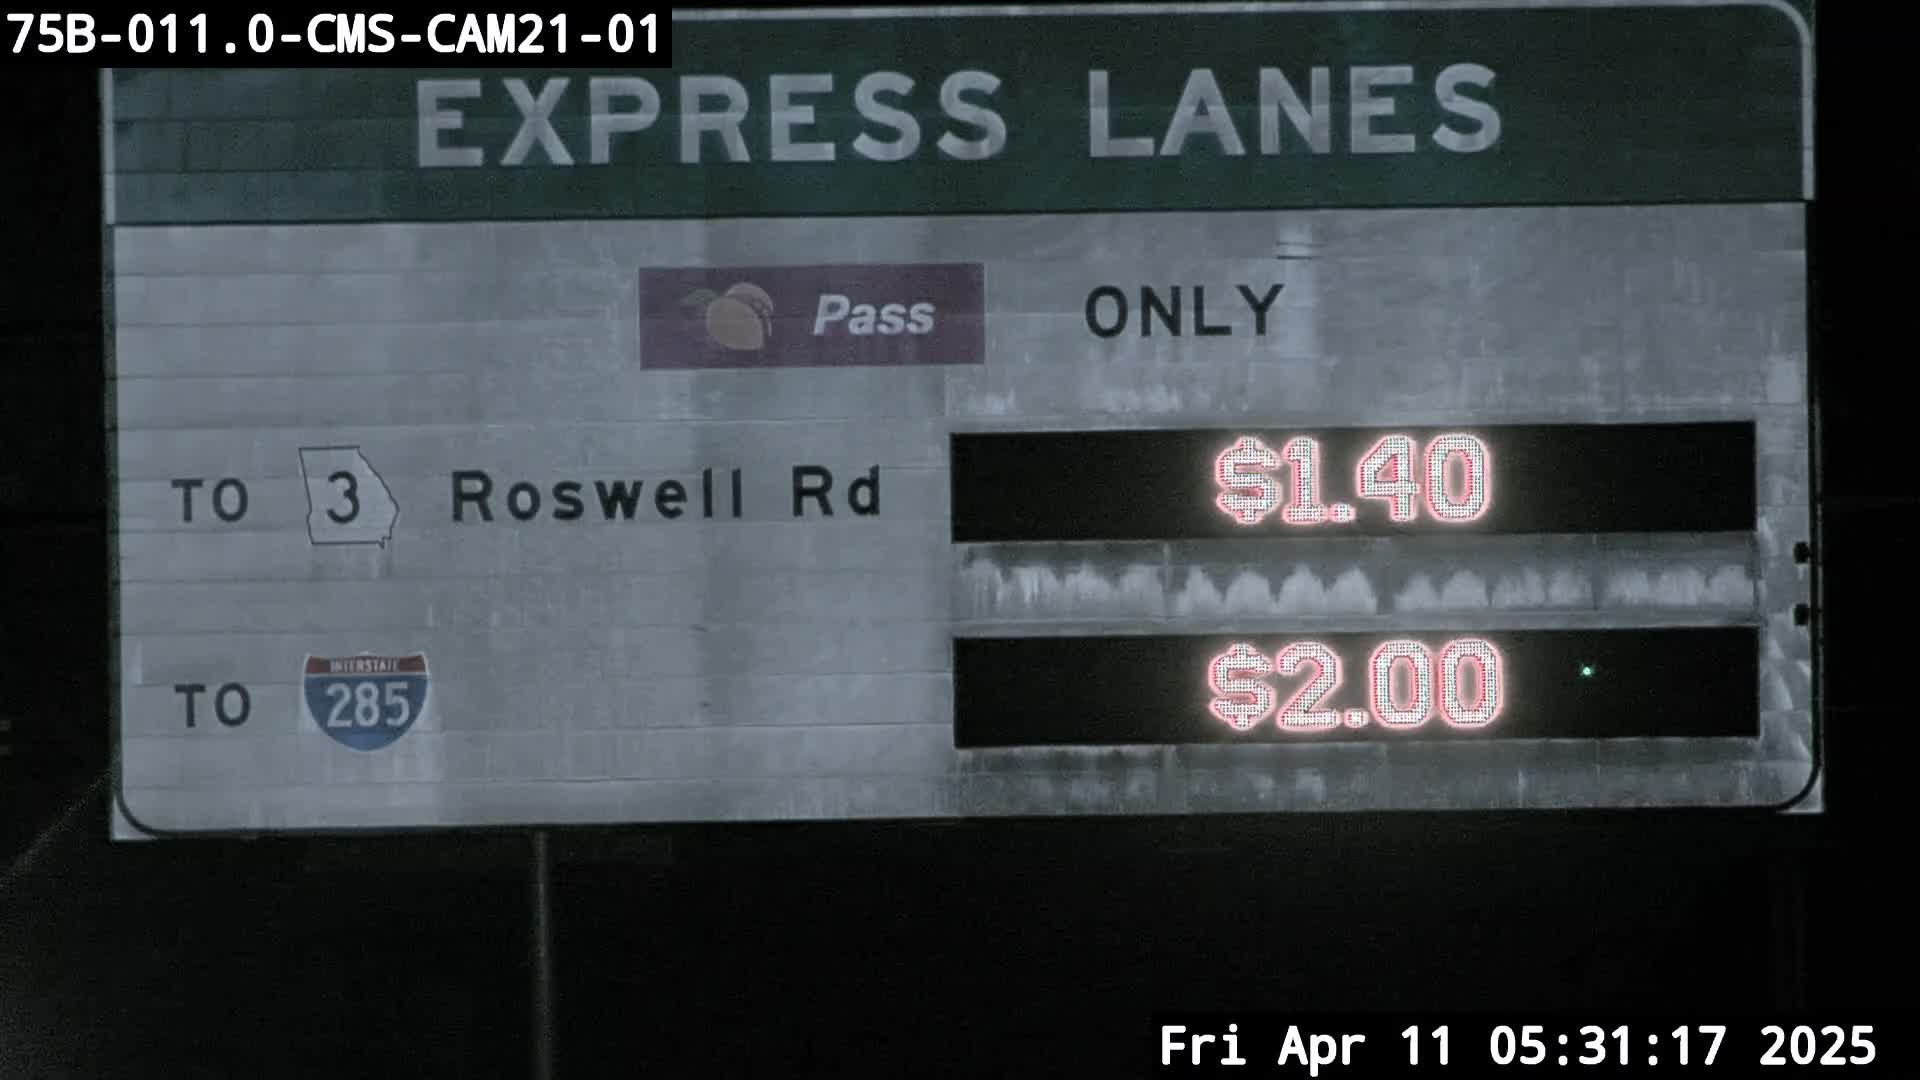 75B-011.0-CMS-CAM21-01
EXPRESS LANES
Pass ONLY
TO 3 Roswell Rd $1.40
TO INTERSTATE 285 $2.00
Fri Apr 11 05:31:17 2025